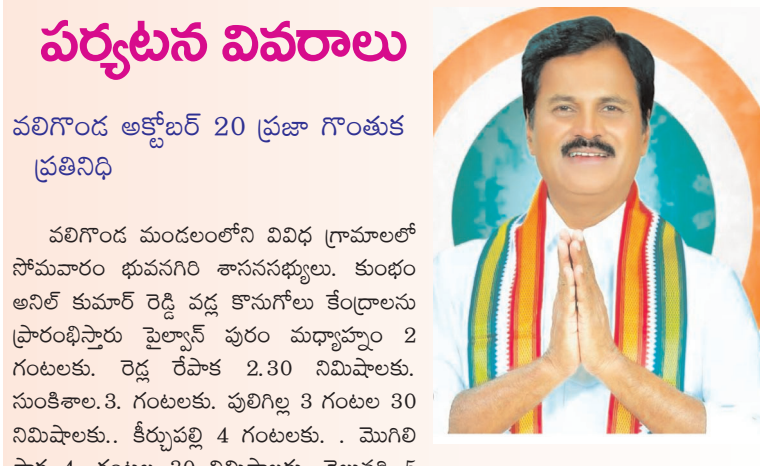 పర్యటన వివరాలు
వలిగొండ అక్టోబర్ 20 ప్రజా గొంతుక
ప్రతినిధి
వలిగొండ మండలంలోని వివిధ గ్రామాలలో
సోమవారం భువనగిరి శాసనసభ్యులు. కుంభం
అనిల్ కుమార్ రెడ్డి వడ్ల కొనుగోలు కేంద్రాలను
ప్రారంభిస్తారు పైల్వాన్ పురం మధ్యాహ్నం 2
గంటలకు. రెడ్ల రేపాక 2.30 నిమిషాలకు.
సుంకిశాల.3. గంటలకు. పులిగిల్ల 3 గంటల 30
నిమిషాలకు.. కీర్చుపల్లి 4 గంటలకు. . మొగిలి